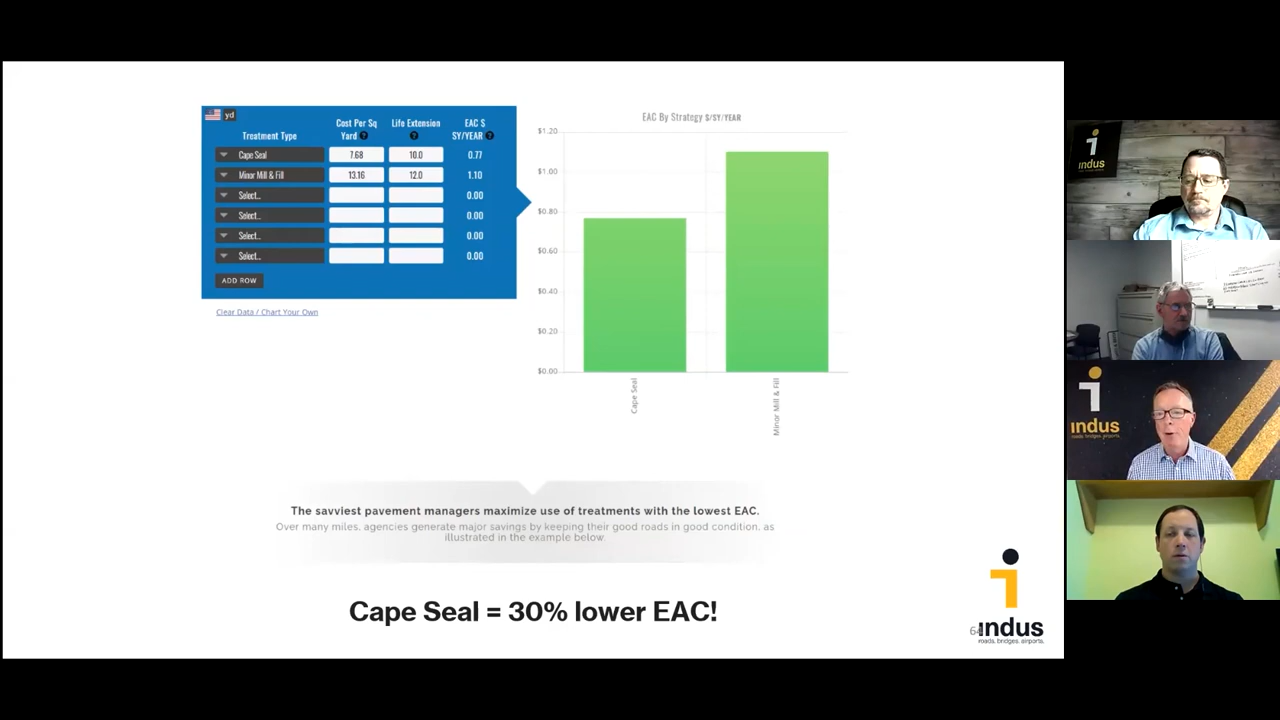 yd
Treatment Type
Cost Per Sq
Yard
Life Extension
EAC $
SY/YEAR
Cape Seal 7.68 10.0 0.77
Minor Mill & Fill 13.16 12.0 1.10
Select... 0.00
Select... 0.00
Select... 0.00
Select... 0.00
ADD ROW
Clear Data / Chart Your Own
EAC By Strategy $/SY/YEAR
$1.20
$1.00
$0.80
$0.60
$0.40
$0.20
$0.00
Cape Seal
Minor Mill & Fill
The savviest pavement managers maximize use of treatments with the lowest EAC.
Over many miles, agencies generate major savings by keeping their good roads in good condition, as
illustrated in the example below.
Cape Seal = 30% lower EAC!
indus
roads. bridges. airports.
indus
indus
roads. bridges. airports.